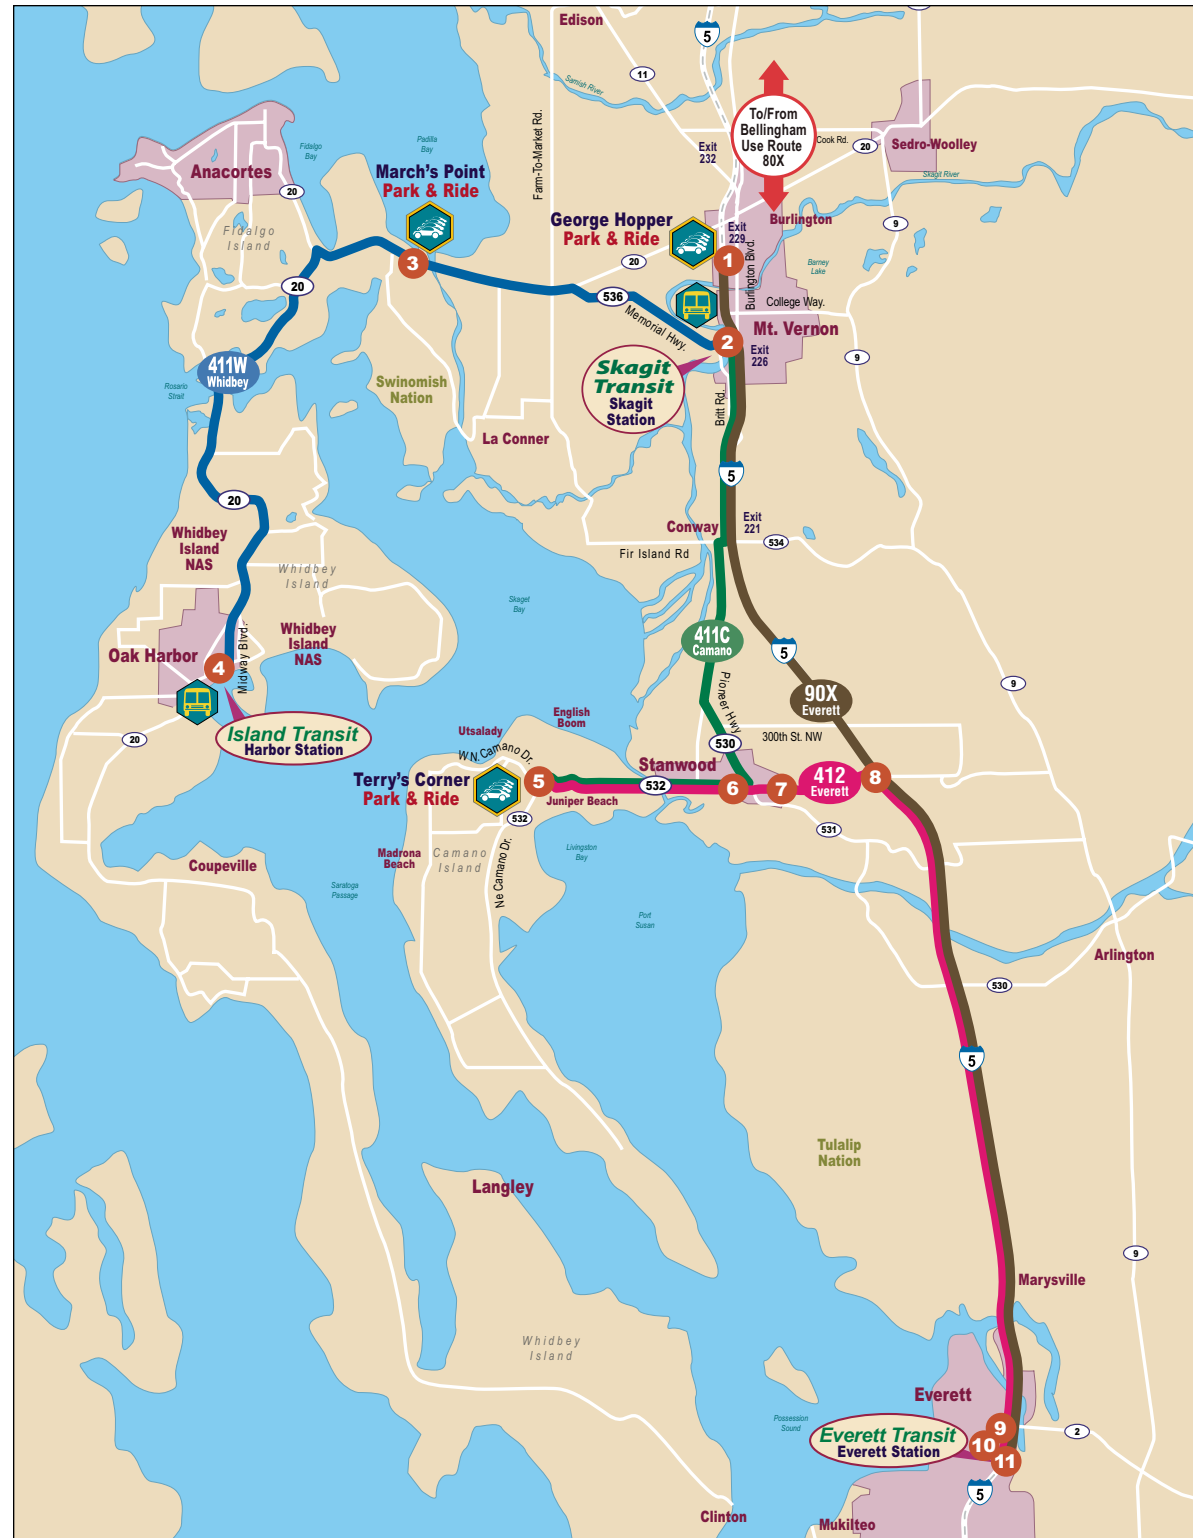 Edison
5
11
Samish River
To/From
Bellingham
Use Route
80X
Cook Rd.
20
Sedro-Woolley
Exit
232
Skagit River
Anacortes
Fidalgo
Bay
Padilla
Bay
March's Point
Park & Ride
Farm-To-Market Rd.
20
Fidalgo
Island
George Hopper
Park & Ride
Exit
229
Burlington
9
Burlington Blvd.
Barney
Lake
3
1
20
20
536
Memorial Hwy.
College Way.
Mt. Vernon
2
Exit
226
9
411W
Whidbey
Rosario
Strait
Swinomish
Nation
Skagit
Transit
Skagit
Station
Britt Rd.
La Conner
5
20
Whidbey
Island
NAS
Conway
Exit
221
534
Fir Island Rd
Whidbey
Island
Skaget
Bay
Whidbey
Island
NAS
Oak Harbor
4
Midway Blvd.
411C
Camano
5
Pioneer Hwy
90X
Everett
9
Island Transit
Harbor Station
20
Utsalady
English
Boom
W N. Camano Dr.
530
300th St. NW
Stanwood
Terry's Corner
Park & Ride
5
532
6
7
412
Everett
8
Juniper Beach
532
531
Madrona
Beach
Camano
Island
Ne Camano Dr.
Livingston
Bay
Coupeville
Saratoga
Passage
Port
Susan
Arlington
530
5
Tulalip
Nation
Langley
9
Marysville
Whidbey
Island
Everett
Possession
Sound
Everett Transit
Everett Station
9
10
11
2
5
Clinton
Mukilteo